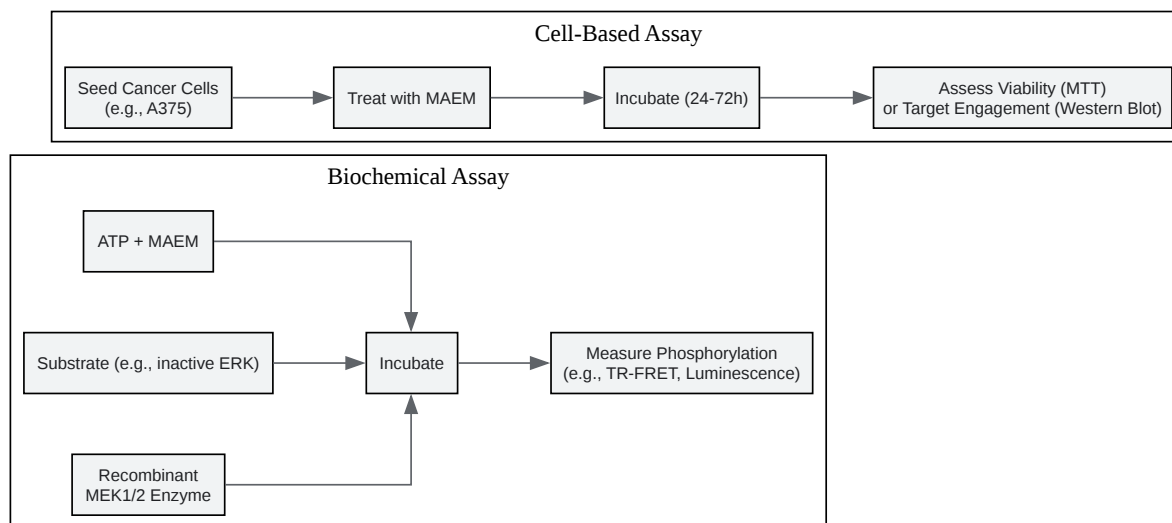 Cell-Based Assay
Seed Cancer Cells
(e.g., A375)
Treat with MAEM
Incubate (24-72h)
Assess Viability (MTT)
or Target Engagement (Western Blot)
Biochemical Assay
ATP + MAEM
Substrate (e.g., inactive ERK)
Incubate
Measure Phosphorylation
(e.g., TR-FRET, Luminescence)
Recombinant
MEK1/2 Enzyme